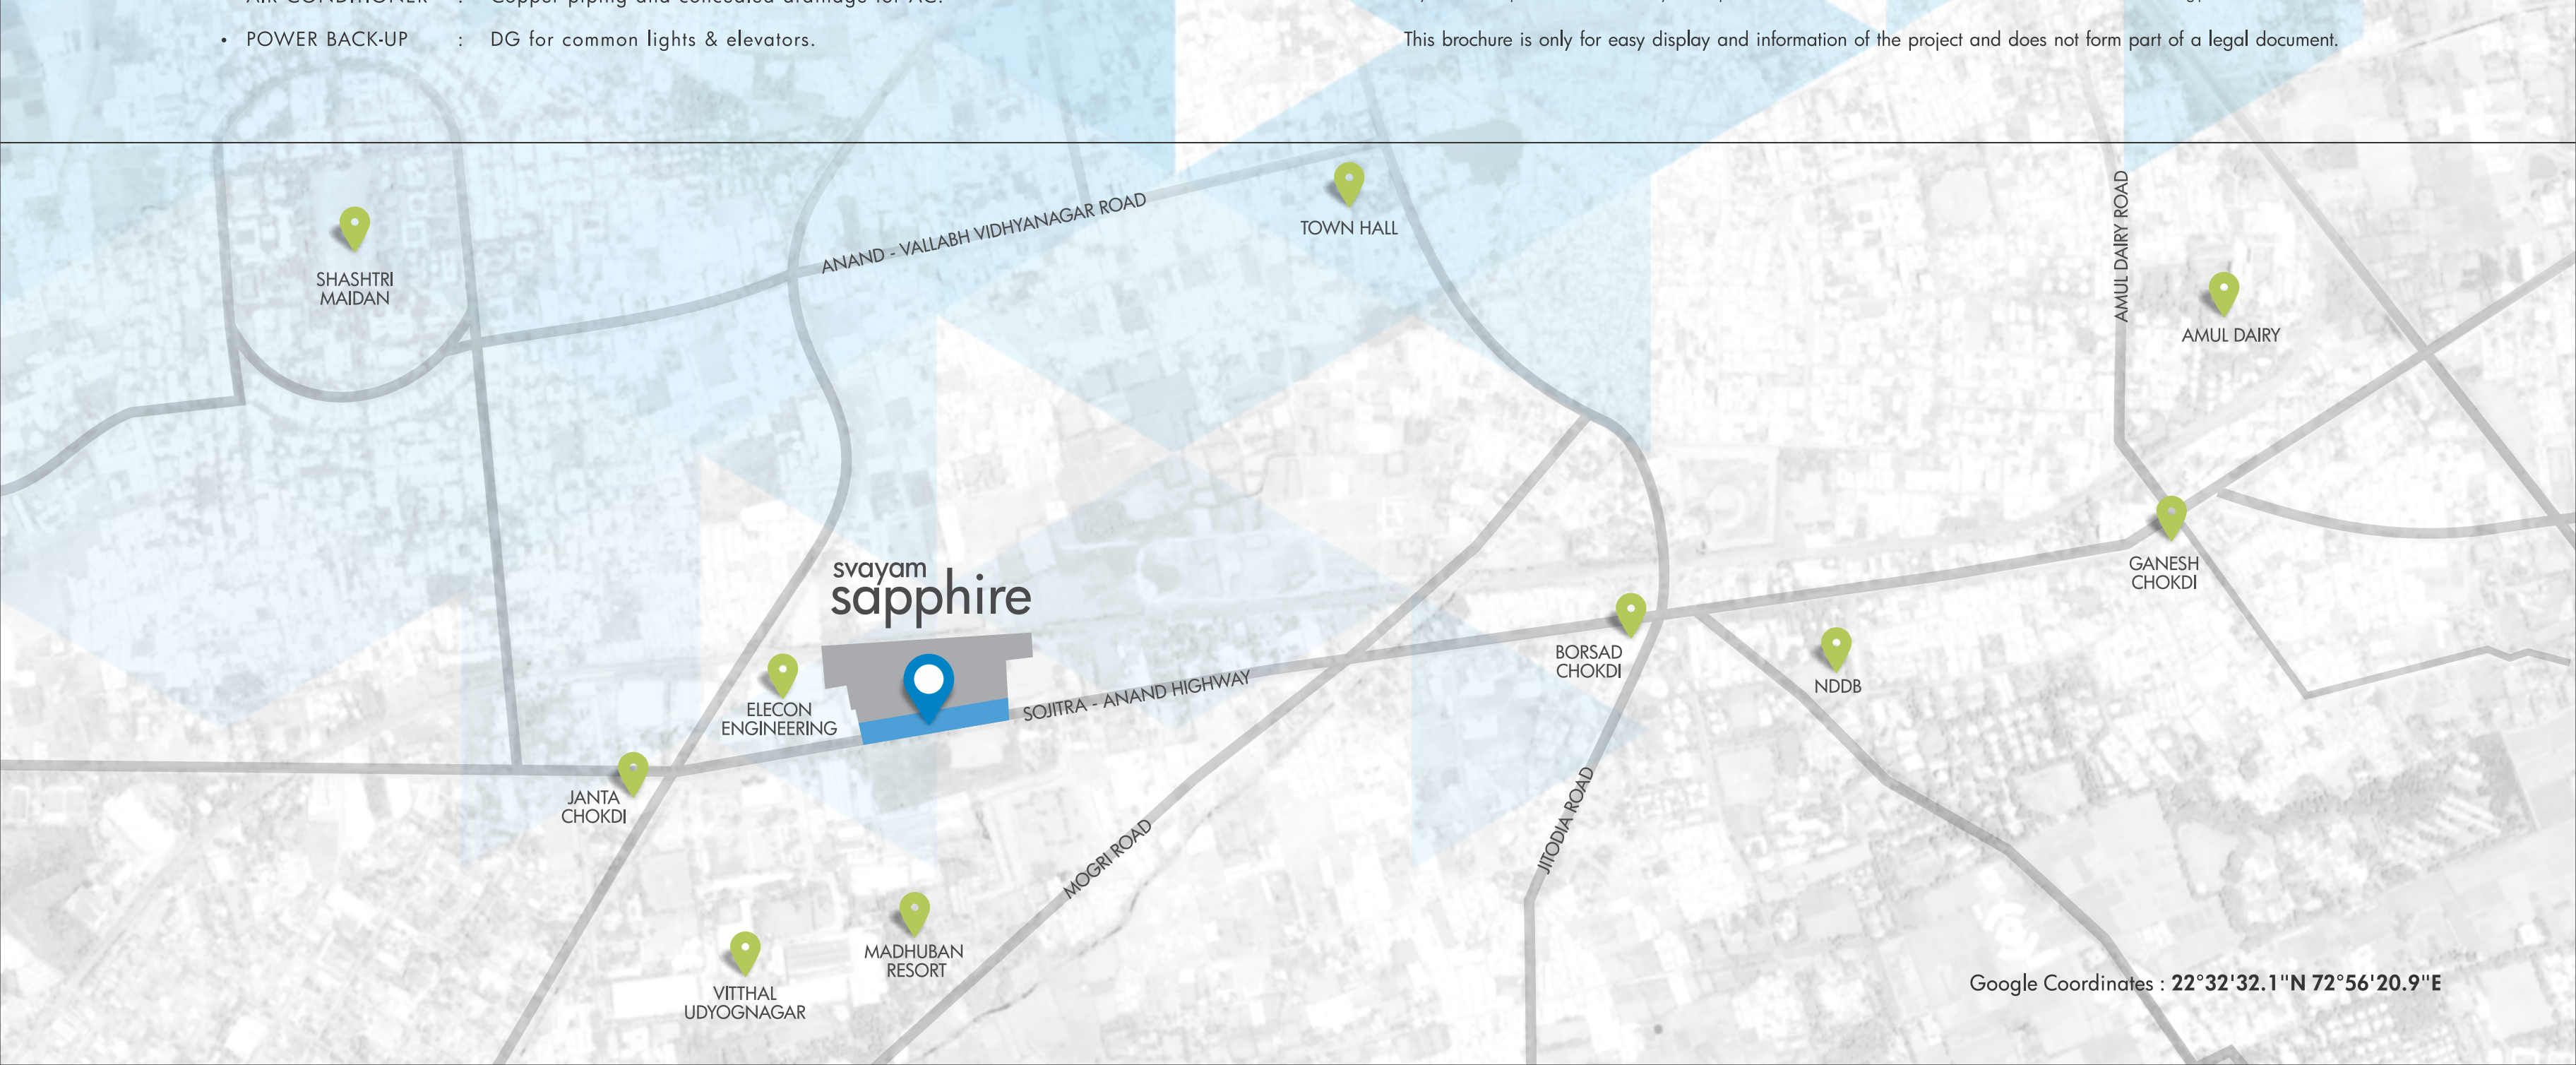 • POWER BACK-UP : DG for common lights & elevators.
This brochure is only for easy display and information of the project and does not form part of a legal document.
SHASHTRI
MAIDAN
ANAND - VALLABH VIDHYANAGAR ROAD
TOWN HALL
AMUL DAIRY ROAD
AMUL DAIRY
svayam
sapphire
GANESH
CHOKDI
BORSAD
CHOKDI
NDDB
ELECON
ENGINEERING
SOJITRA - ANAND HIGHWAY
JANTA
CHOKDI
MOGRI ROAD
JITODIA ROAD
MADHUBAN
RESORT
VITTHAL
UDYOGNAGAR
Google Coordinates : 22°32'32.1"N 72°56'20.9"E